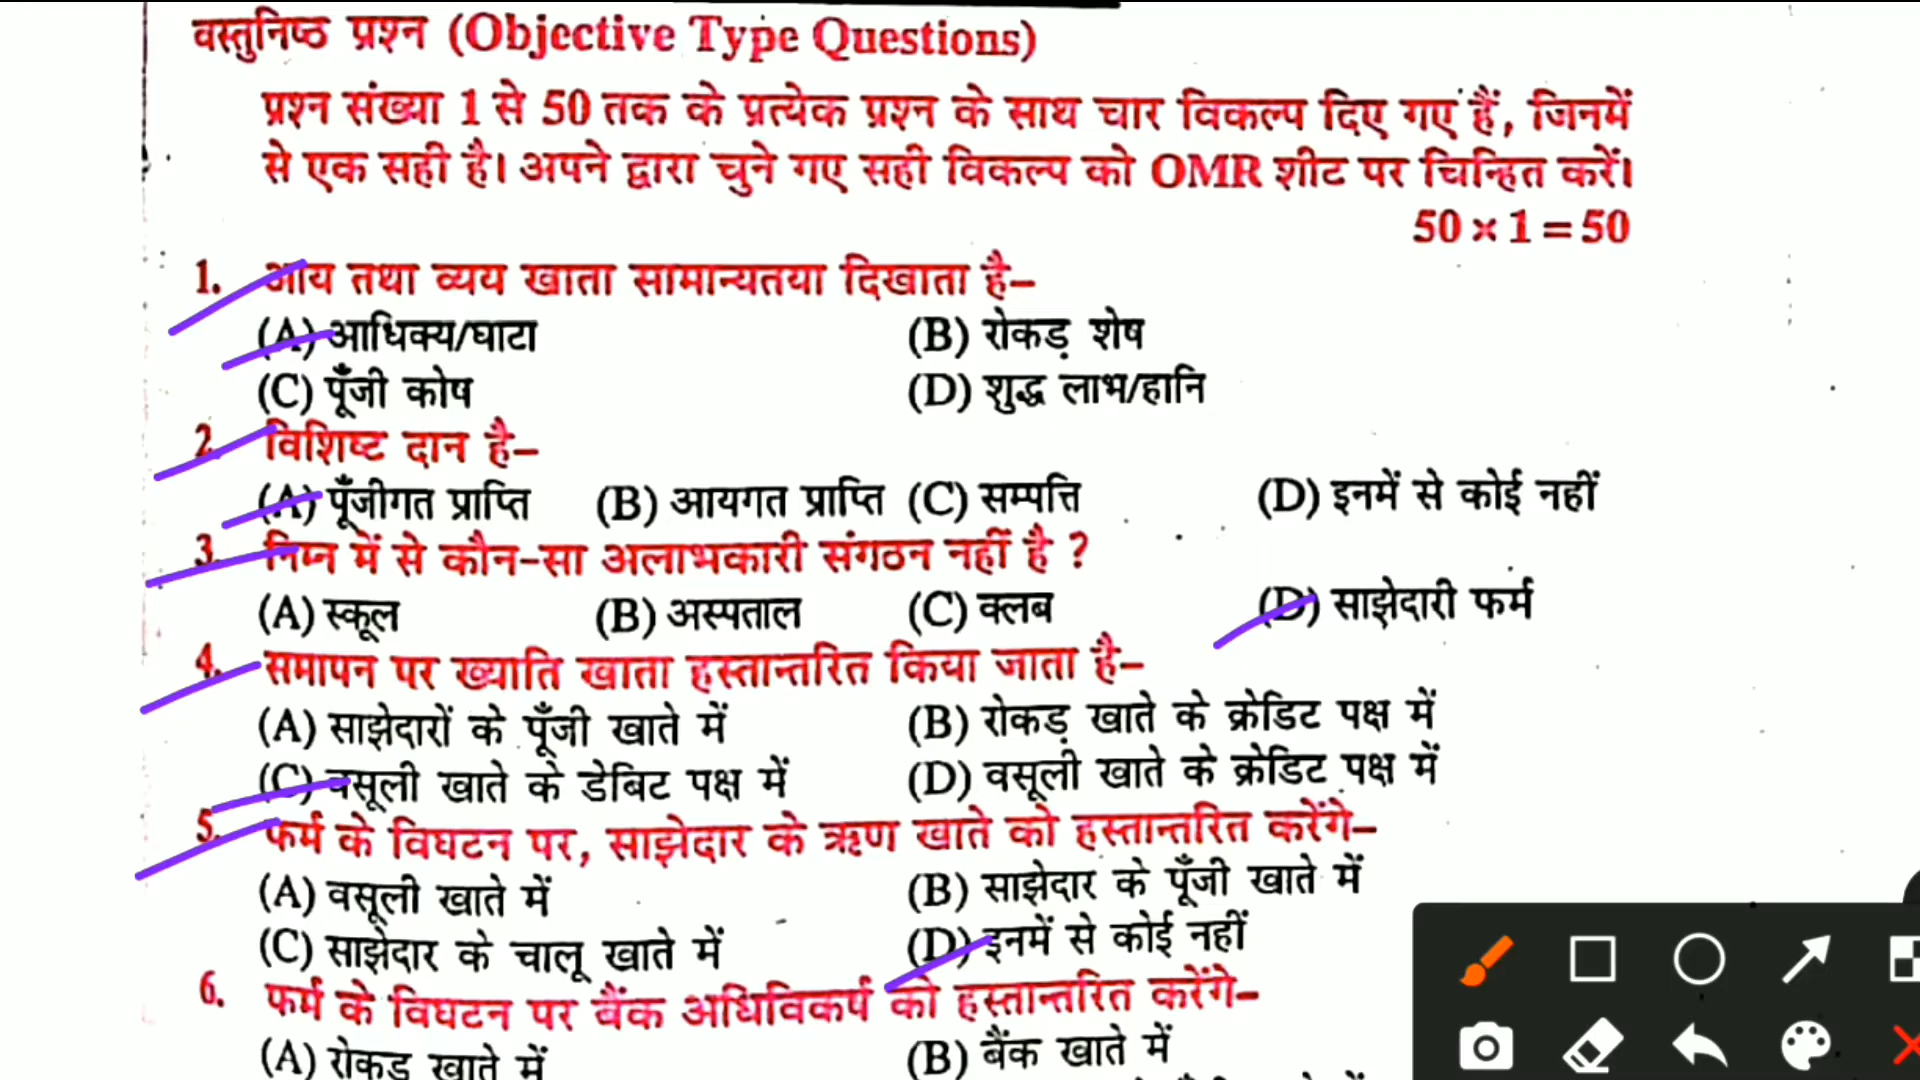 वस्तुनिष्ठ प्रश्न (Objective Type Questions)
प्रश्न संख्या 1 से 50 तक के प्रत्येक प्रश्न के साथ चार विकल्प दिए गए हैं, जिनमें
से एक सही है। अपने द्वारा चुने गए सही विकल्प को OMR शीट पर चिन्हित करें।
50 × 1 = 50
1. आय तथा व्यय खाता सामान्यतया दिखाता है–
(A) आधिक्य/घाटा (B) रोकड़ शेष
(C) पूँजी कोष (D) शुद्ध लाभ/हानि
2. विशिष्ट दान है–
(A) पूँजीगत प्राप्ति (B) आयगत प्राप्ति (C) सम्पत्ति (D) इनमें से कोई नहीं
3. निम्न में से कौन-सा अलाभकारी संगठन नहीं है ?
(A) स्कूल (B) अस्पताल (C) क्लब (D) साझेदारी फर्म
4. समापन पर ख्याति खाता हस्तान्तरित किया जाता है–
(A) साझेदारों के पूँजी खाते में (B) रोकड़ खाते के क्रेडिट पक्ष में
(C) वसूली खाते के डेबिट पक्ष में (D) वसूली खाते के क्रेडिट पक्ष में
5. फर्म के विघटन पर, साझेदार के ऋण खाते को हस्तान्तरित करेंगे–
(A) वसूली खाते में (B) साझेदार के पूँजी खाते में
(C) साझेदार के चालू खाते में (D) इनमें से कोई नहीं
6. फर्म के विघटन पर बैंक अधिविकर्ष को हस्तान्तरित करेंगे–
(A) रोकड़ खाते में (B) बैंक खाते में